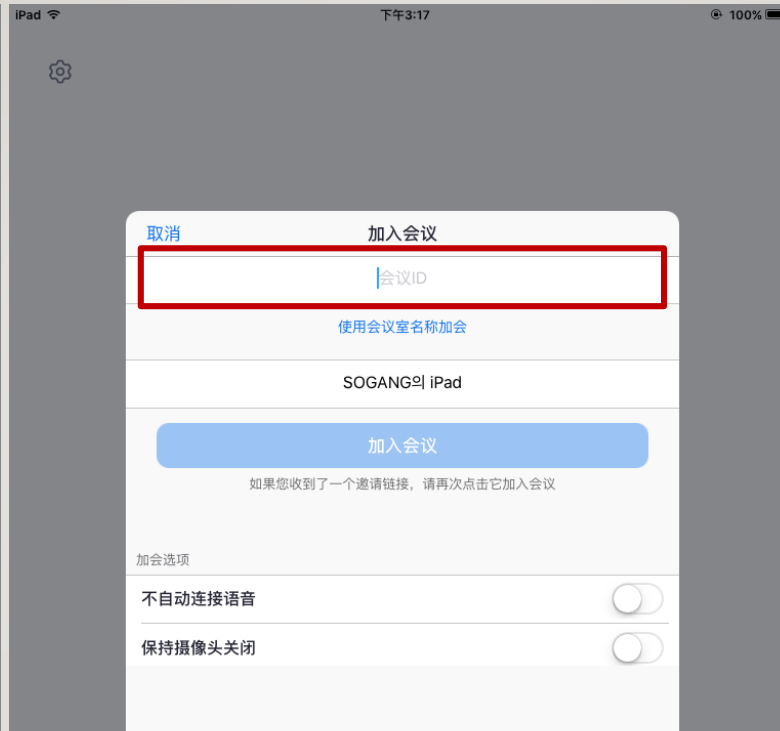 iPad 下午3:17 100%
取消 加入会议
会议ID
使用会议室名称加会
SOGANG의 iPad
加入会议
如果您收到了一个邀请链接，请再次点击它加入会议
加会选项
不自动连接语音
保持摄像头关闭